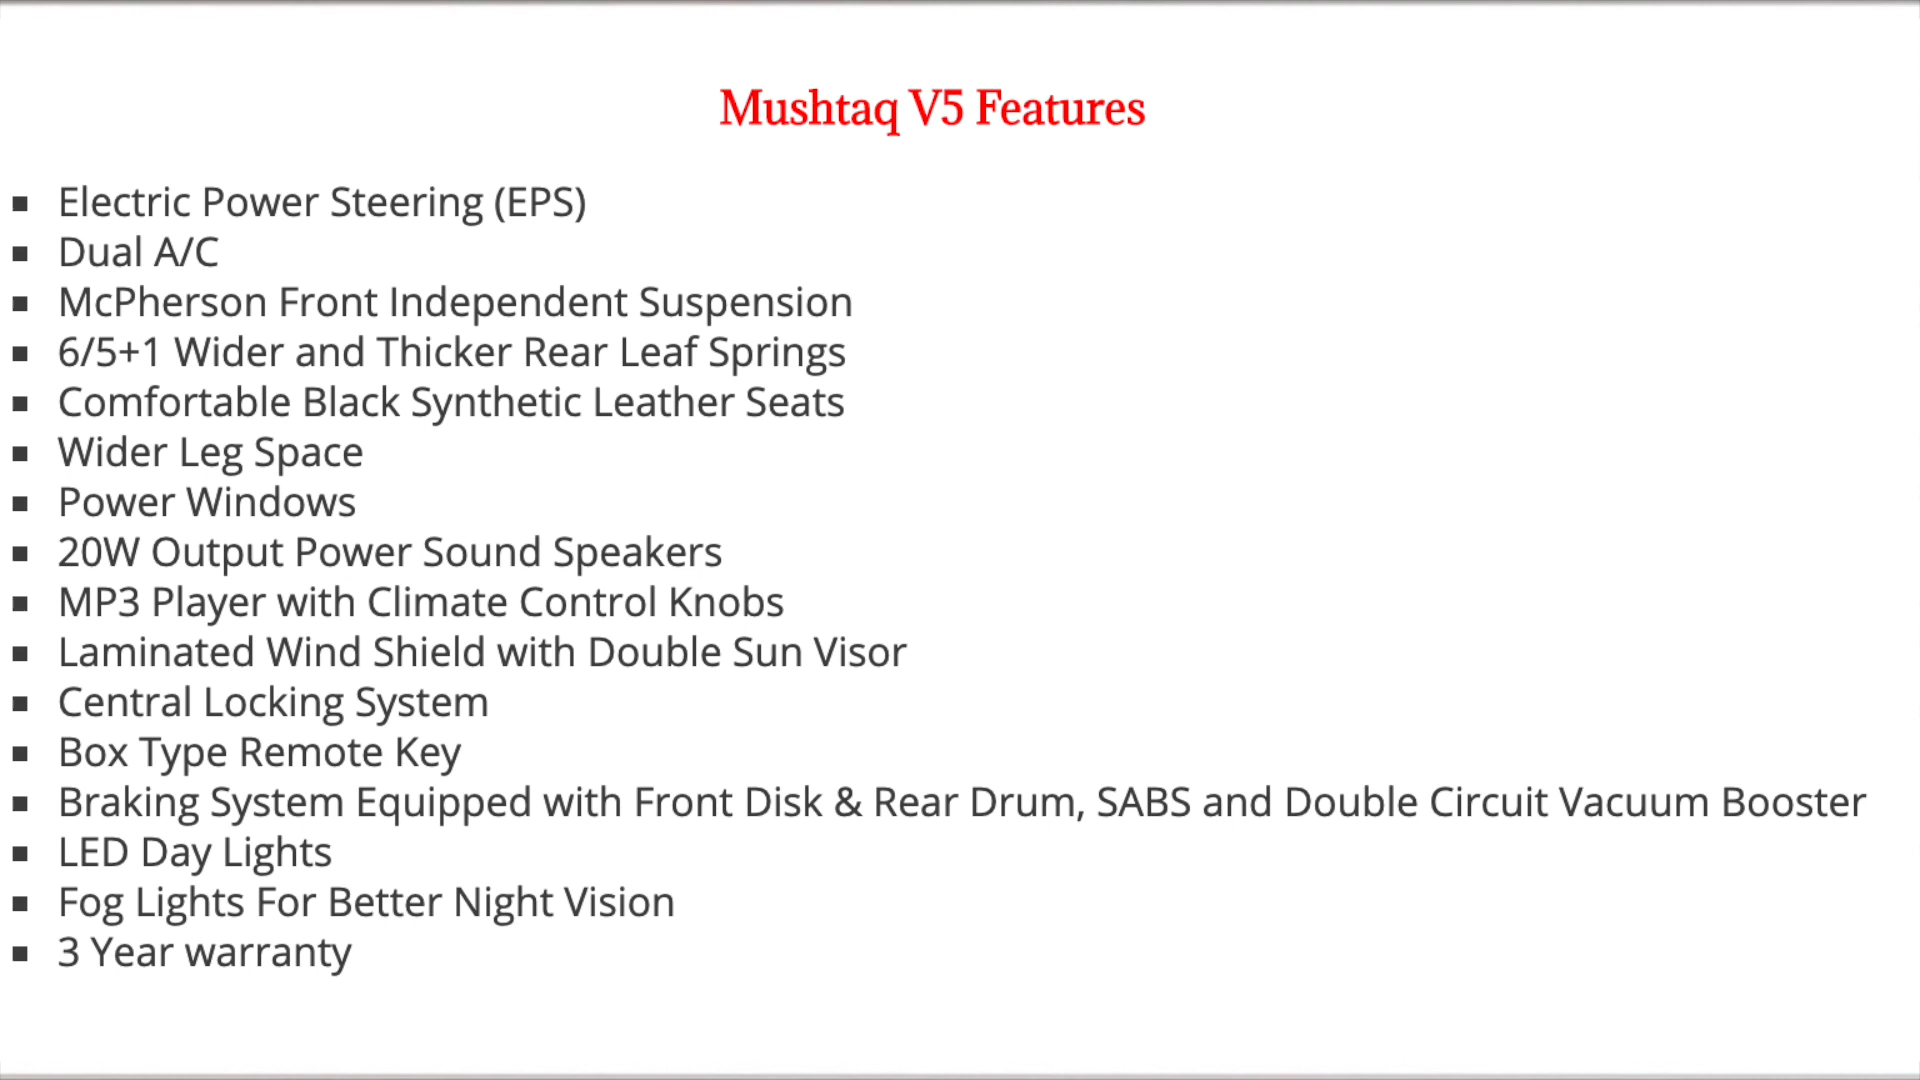 Mushtaq V5 Features
▪ Electric Power Steering (EPS)
▪ Dual A/C
▪ McPherson Front Independent Suspension
▪ 6/5+1 Wider and Thicker Rear Leaf Springs
▪ Comfortable Black Synthetic Leather Seats
▪ Wider Leg Space
▪ Power Windows
▪ 20W Output Power Sound Speakers
▪ MP3 Player with Climate Control Knobs
▪ Laminated Wind Shield with Double Sun Visor
▪ Central Locking System
▪ Box Type Remote Key
▪ Braking System Equipped with Front Disk & Rear Drum, SABS and Double Circuit Vacuum Booster
▪ LED Day Lights
▪ Fog Lights For Better Night Vision
▪ 3 Year warranty